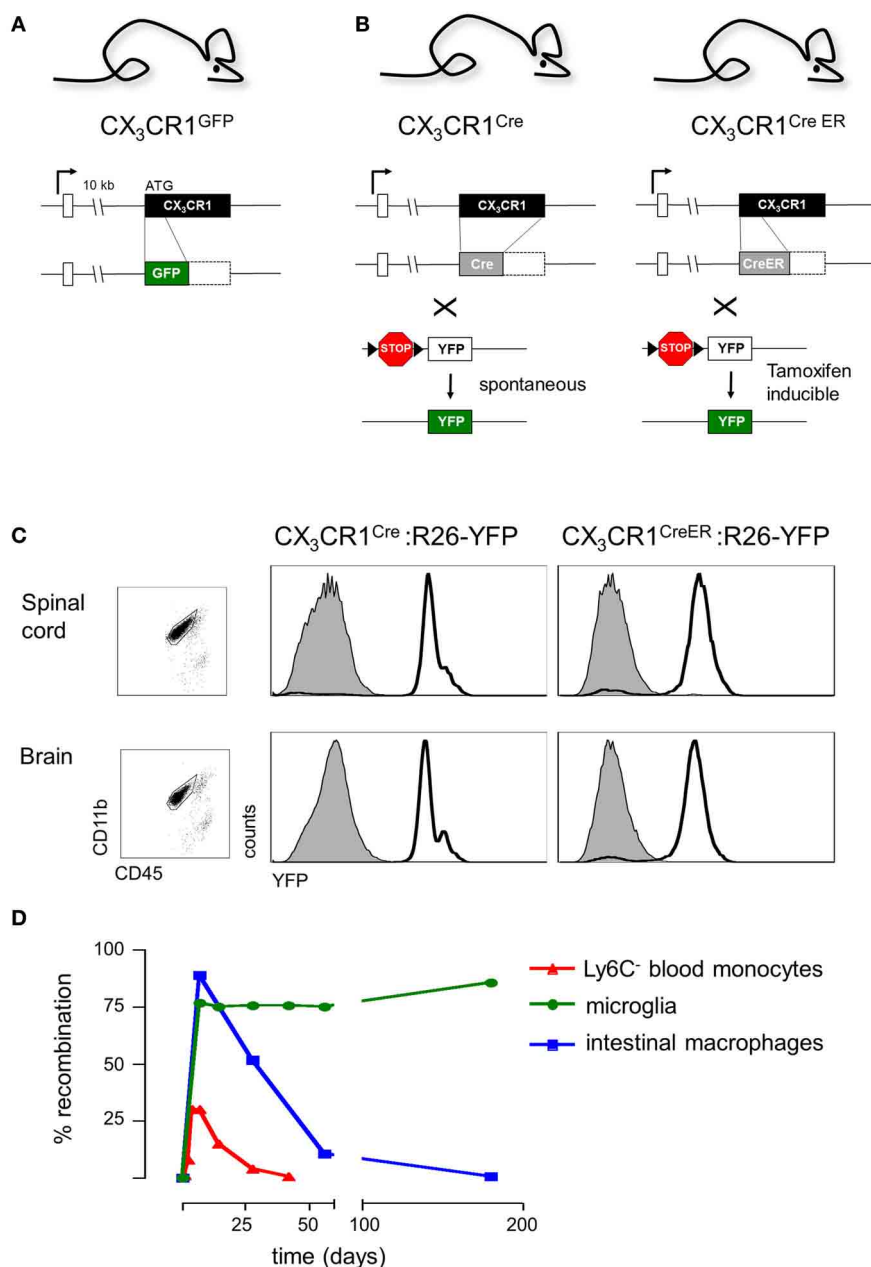 A
B
CX₃CR1ᴳᶠᴾ
CX₃CR1ᶜʳᵉ
CX₃CR1ᶜʳᵉ ᴱᴿ
10 kb
ATG
CX₃CR1
CX₃CR1
CX₃CR1
GFP
Cre
CreER
X
X
STOP
YFP
STOP
YFP
spontaneous
Tamoxifen
inducible
YFP
YFP
C
CX₃CR1ᶜʳᵉ :R26-YFP
CX₃CR1ᶜʳᵉᴱᴿ :R26-YFP
Spinal
cord
Brain
CD11b
CD45
counts
YFP
D
% recombination
100
75
50
25
25
50
100
200
time (days)
Ly6C⁻ blood monocytes
microglia
intestinal macrophages